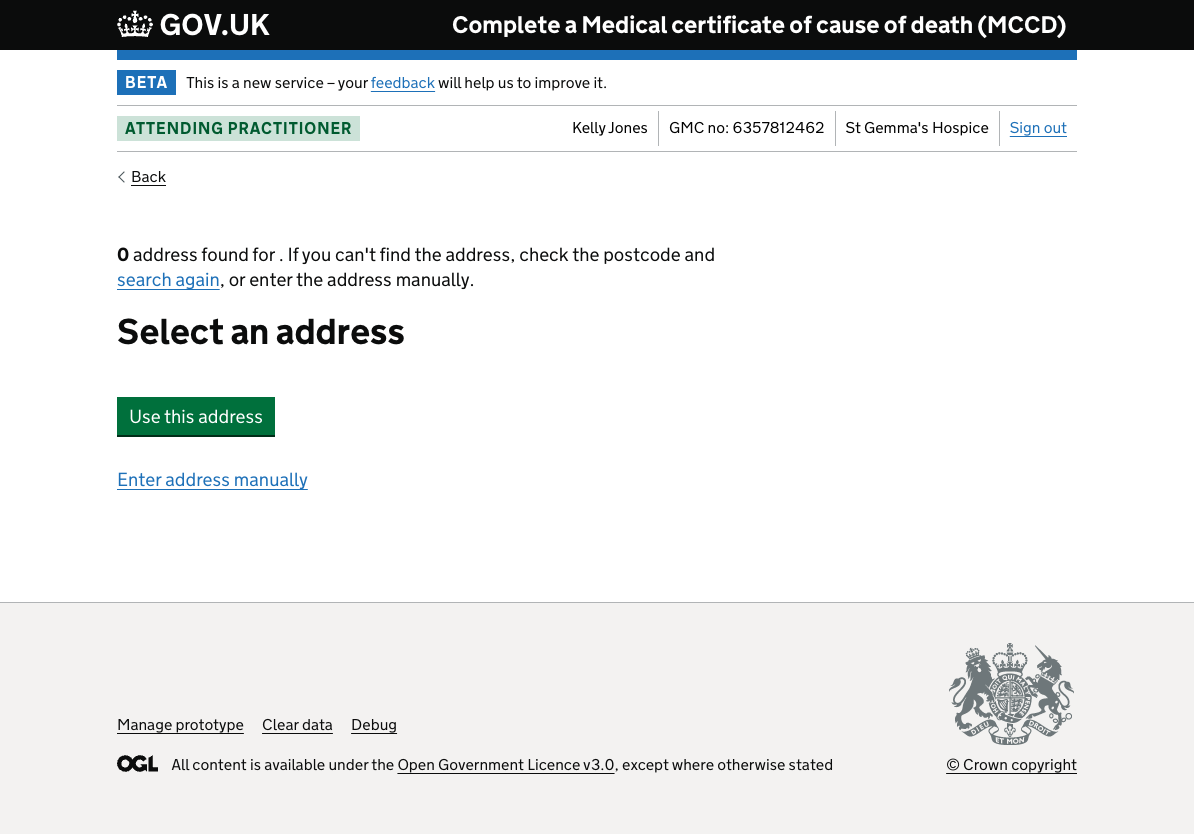 GOV.UK
Complete a Medical certificate of cause of death (MCCD)
BETA This is a new service – your feedback will help us to improve it.
ATTENDING PRACTITIONER
Kelly Jones
GMC no: 6357812462
St Gemma's Hospice
Sign out
Back
0 address found for . If you can't find the address, check the postcode and
search again, or enter the address manually.
Select an address
Use this address
Enter address manually
Manage prototype Clear data Debug
OGL All content is available under the Open Government Licence v3.0, except where otherwise stated
DIEU ET MON DROIT
© Crown copyright